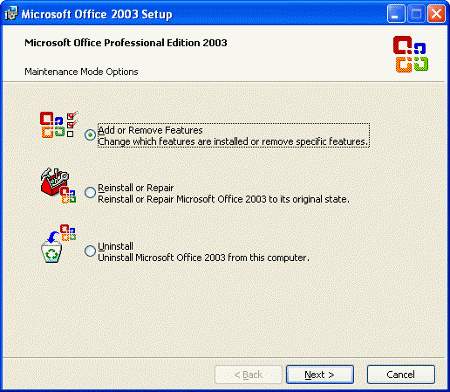 Microsoft Office 2003 Setup
Microsoft Office Professional Edition 2003
Maintenance Mode Options
Add or Remove Features
Change which features are installed or remove specific features.
Reinstall or Repair
Reinstall or Repair Microsoft Office 2003 to its original state.
Uninstall
Uninstall Microsoft Office 2003 from this computer.
< Back Next > Cancel